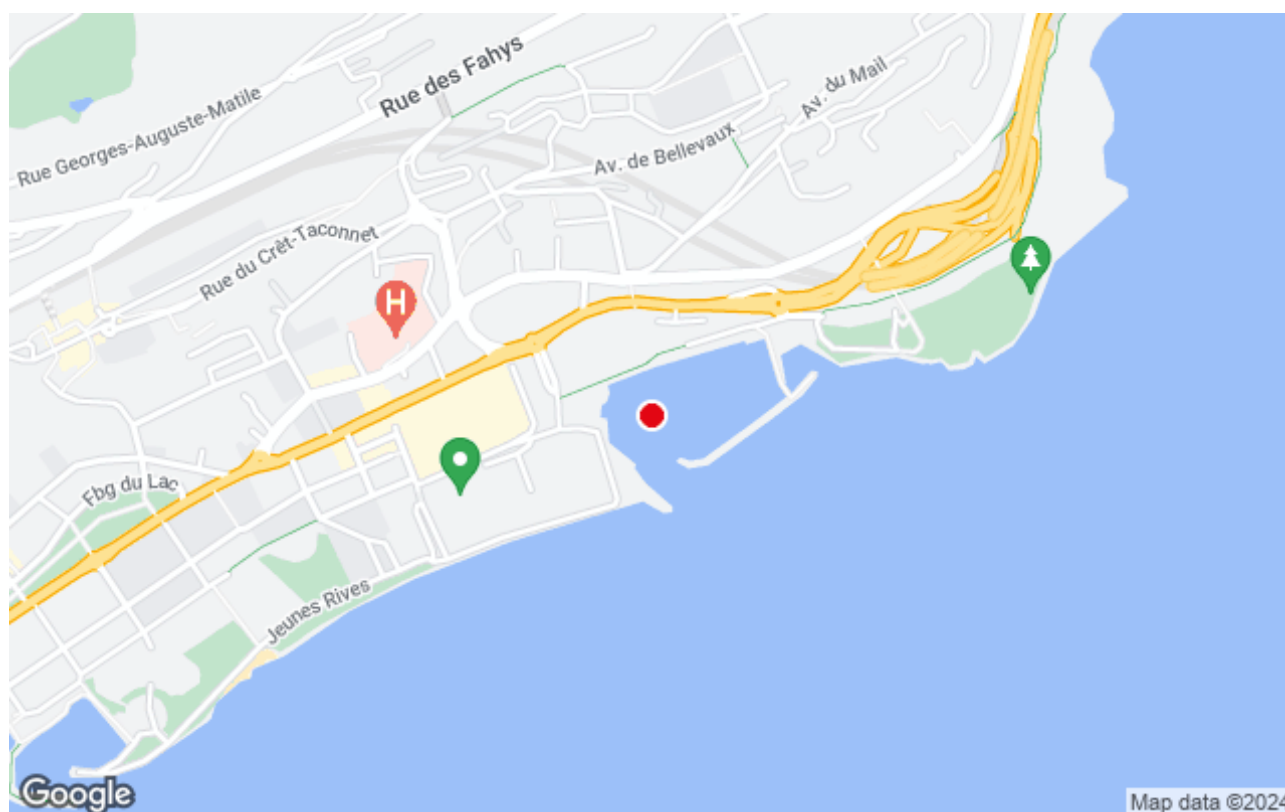 Rue des Fahys
Av. du Mail
Rue Georges-Auguste-Matile
Av. de Bellevaux
Rue du Crêt-Taconnet
H
Fbg du Lac
Jeunes Rives
Google
Map data ©2024